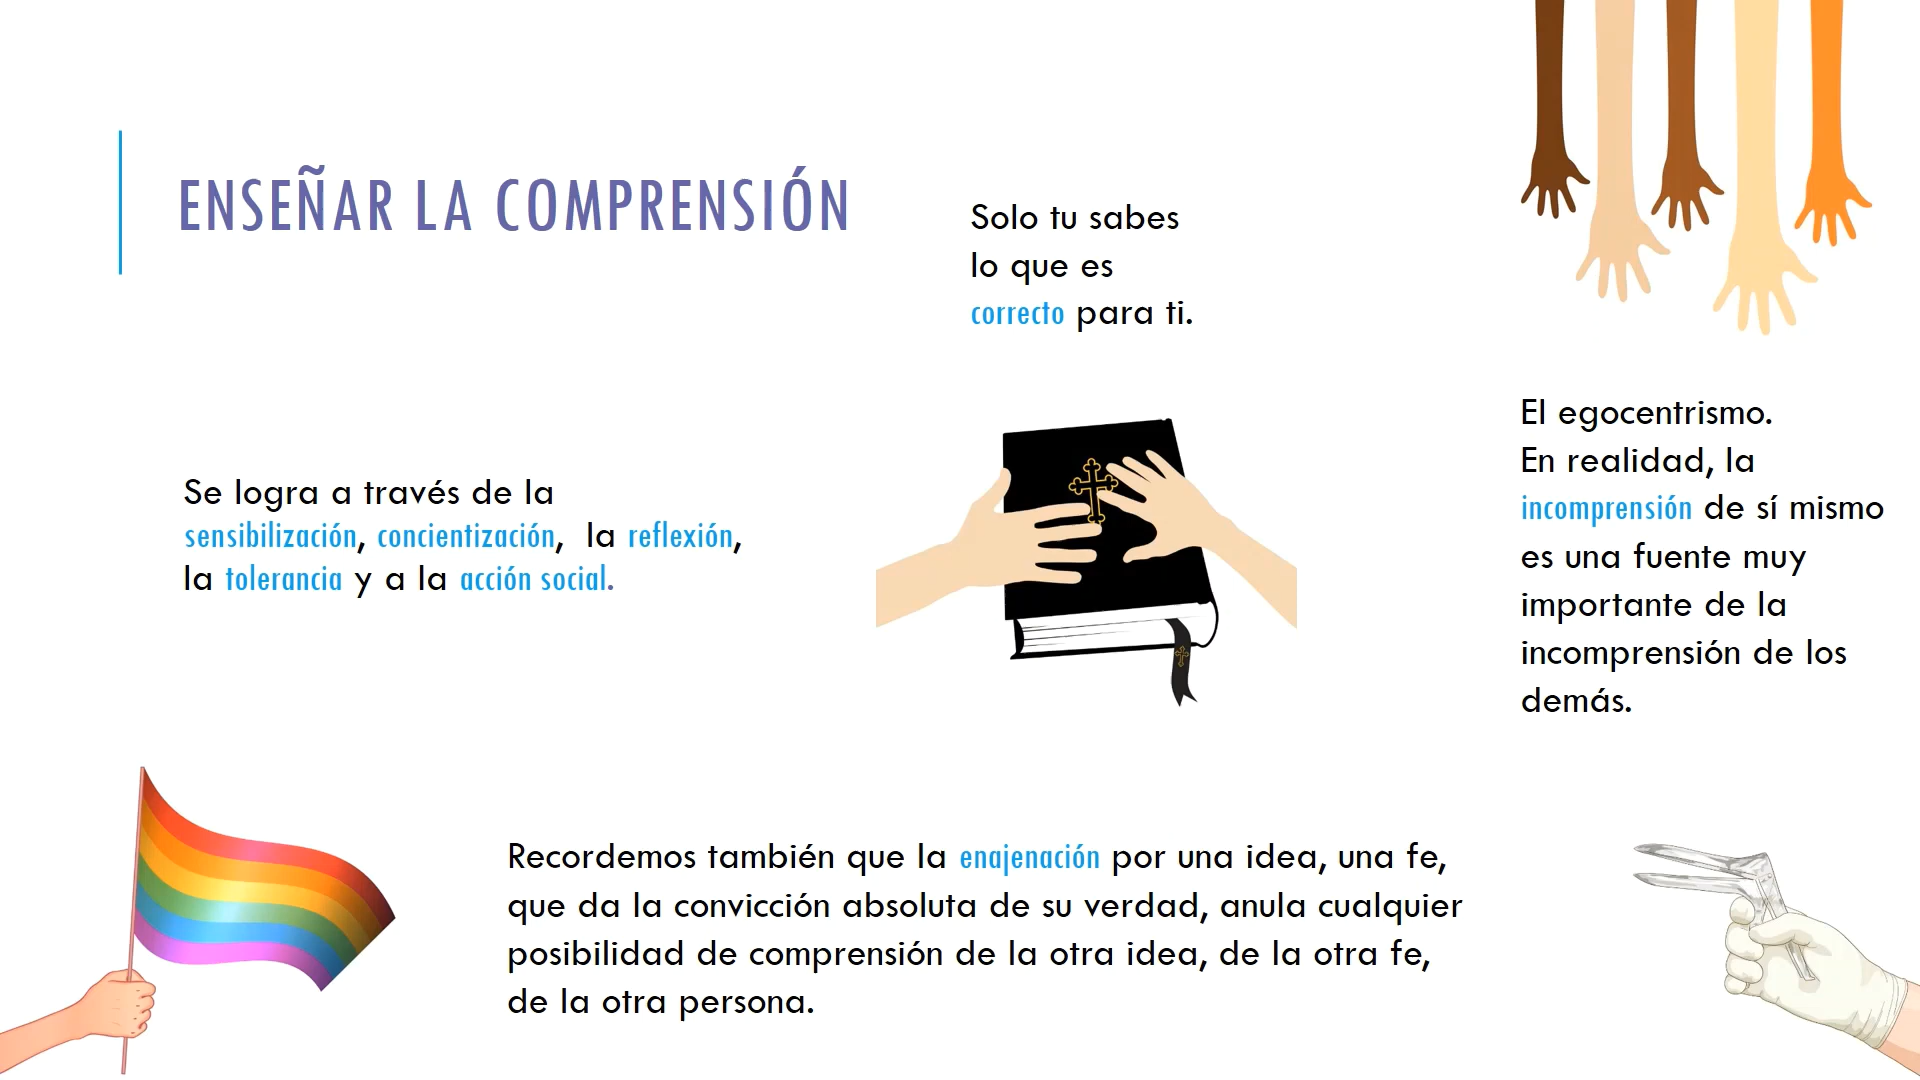 ENSEÑAR LA COMPRENSIÓN
Solo tu sabes
lo que es
correcto para ti.
Se logra a través de la
sensibilización, concientización, la reflexión,
la tolerancia y a la acción social.
El egocentrismo.
En realidad, la
incomprensión de sí mismo
es una fuente muy
importante de la
incomprensión de los
demás.
Recordemos también que la enajenación por una idea, una fe,
que da la convicción absoluta de su verdad, anula cualquier
posibilidad de comprensión de la otra idea, de la otra fe,
de la otra persona.